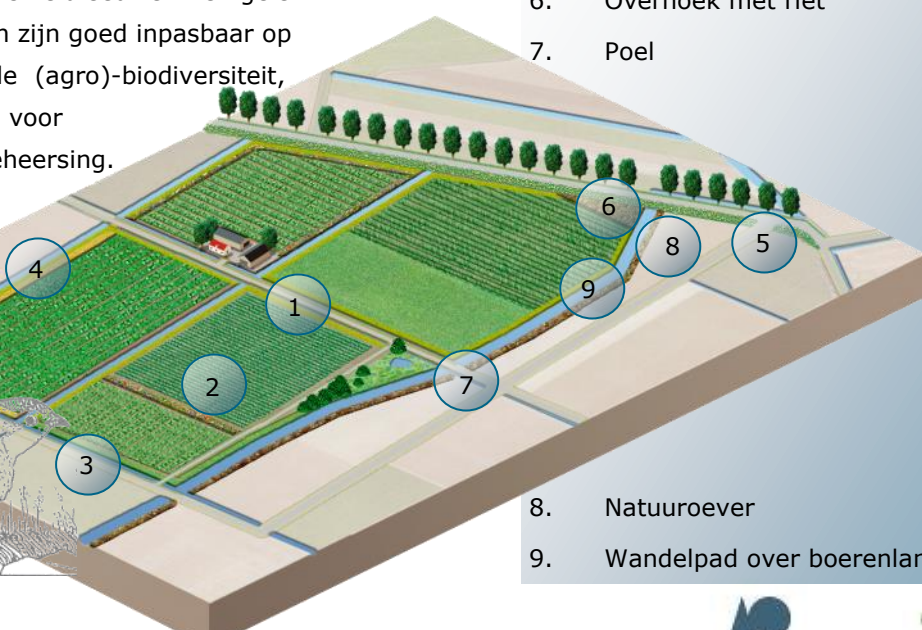 n zijn goed inpasbaar op
le (agro)-biodiversiteit,
voor
eheersing.
7. Poel
6
8
5
4
9
1
2
7
3
8. Natuuroever
9. Wandelpad over boerenlan